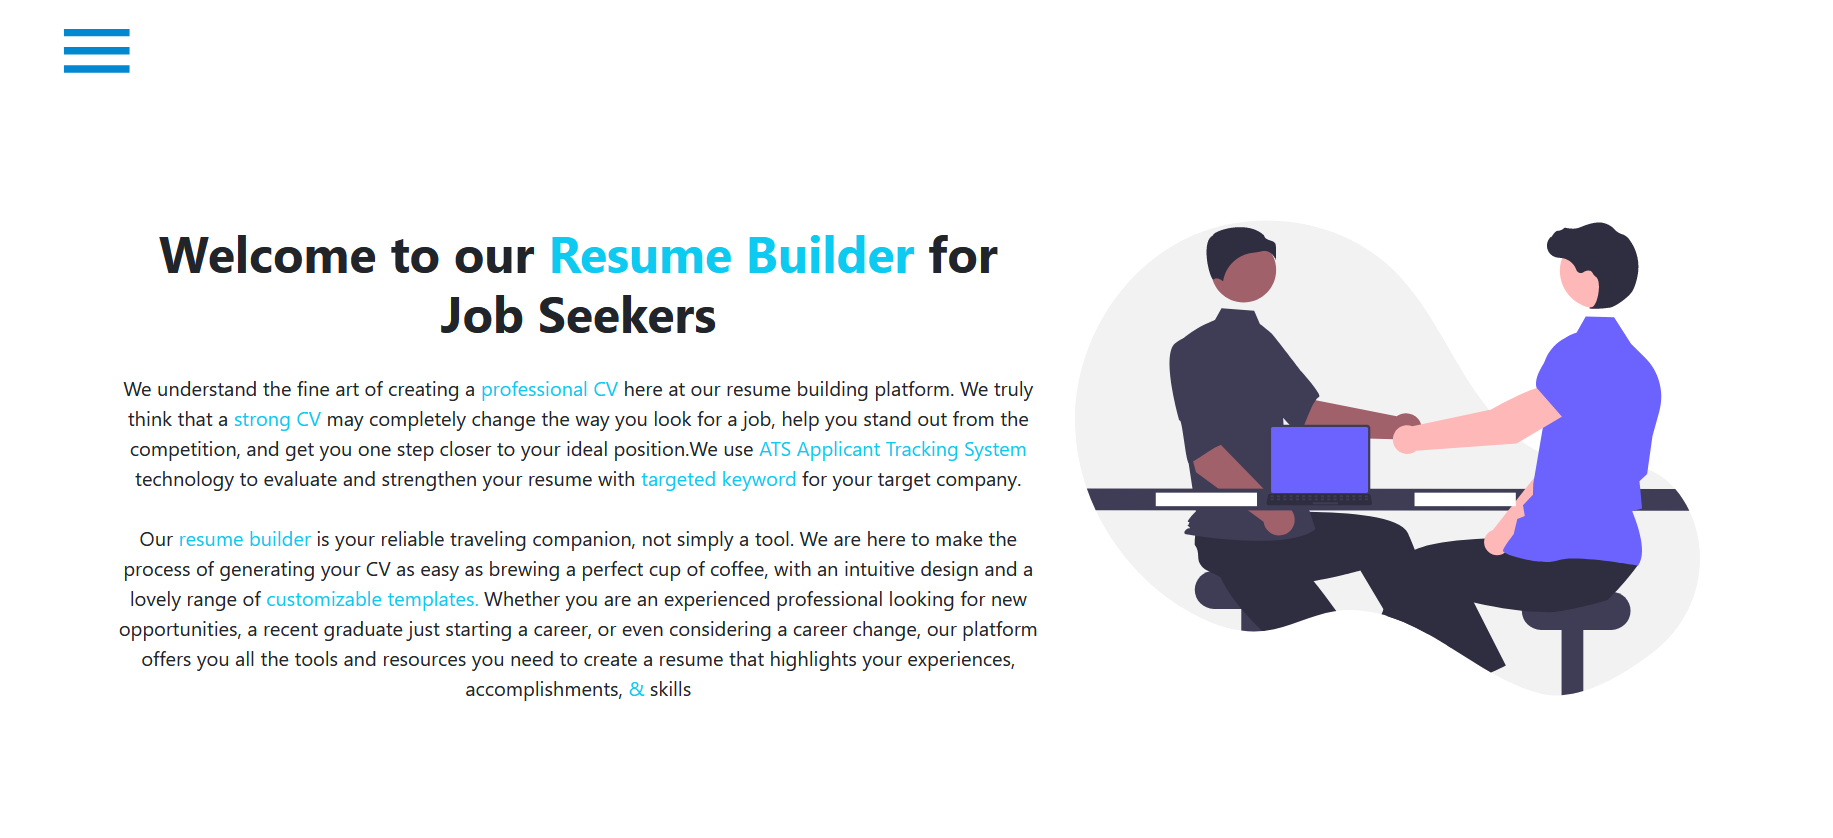 Welcome to our Resume Builder for
Job Seekers
We understand the fine art of creating a professional CV here at our resume building platform. We truly
think that a strong CV may completely change the way you look for a job, help you stand out from the
competition, and get you one step closer to your ideal position.We use ATS Applicant Tracking System
technology to evaluate and strengthen your resume with targeted keyword for your target company.
Our resume builder is your reliable traveling companion, not simply a tool. We are here to make the
process of generating your CV as easy as brewing a perfect cup of coffee, with an intuitive design and a
lovely range of customizable templates. Whether you are an experienced professional looking for new
opportunities, a recent graduate just starting a career, or even considering a career change, our platform
offers you all the tools and resources you need to create a resume that highlights your experiences,
accomplishments, & skills